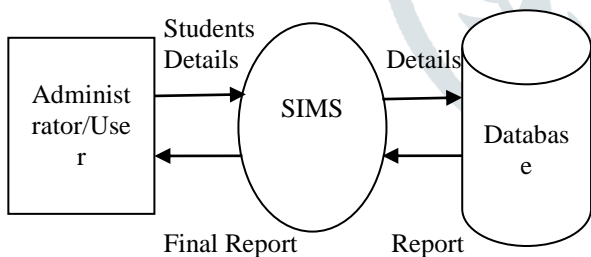 Students
Details
Administ
rator/Use
r
SIMS
Details
Databas
e
Final Report
Report